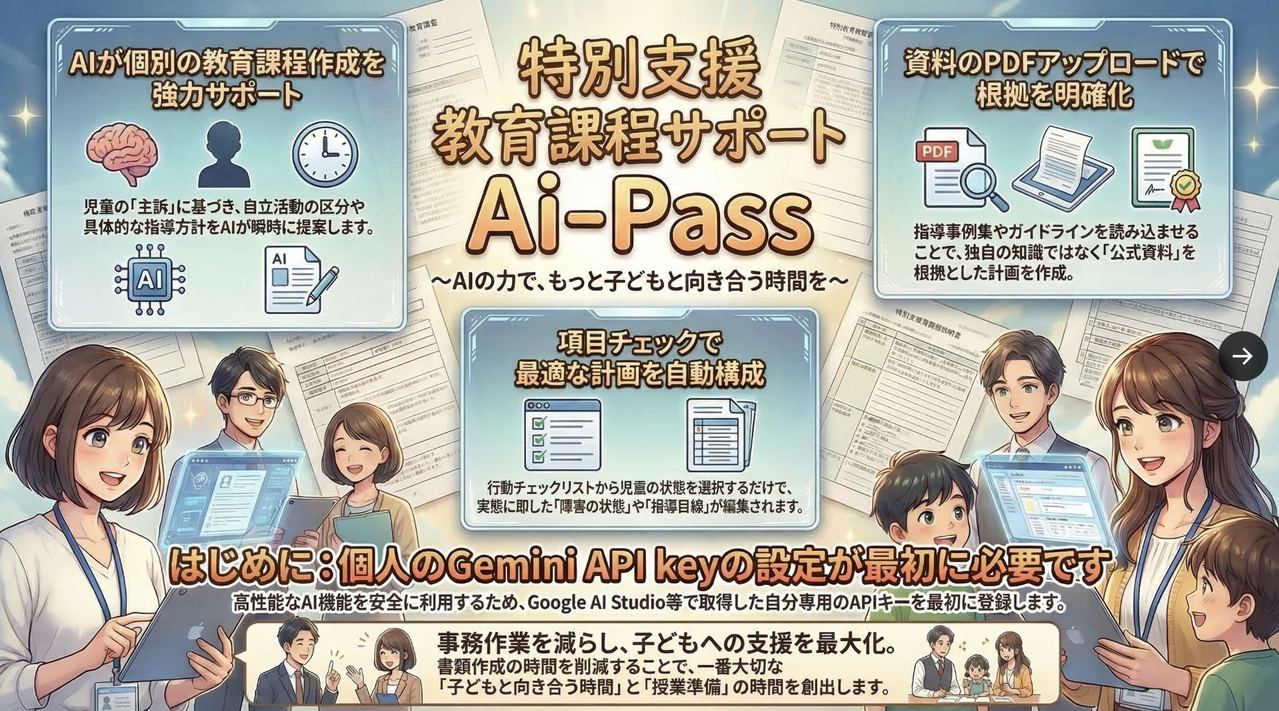 AIが個別の教育課程作成を
強力サポート
児童の「主訴」に基づき、自立活動の区分や
具体的な指導方針をAIが瞬時に提案します。
AI
AI
特別支援
教育課程サポート
Ai-Pass
～AIの力で、もっと子どもと向き合う時間を～
資料のPDFアップロードで
根拠を明確化
PDF
指導事例集やガイドラインを読み込ませる
ことで、独自の知識ではなく「公式資料」を
根拠とした計画を作成。
項目チェックで
最適な計画を自動構成
行動チェックリストから児童の状態を選択するだけで、
実態に即した「障害の状態」や「指導目線」が編集されます。
はじめに：個人のGemini API keyの設定が最初に必要です
高性能なAI機能を安全に利用するため、Google AI Studio等で取得した自分専用のAPIキーを最初に登録します。
事務作業を減らし、子どもへの支援を最大化。
書類作成の時間を削減することで、一番大切な
「子どもと向き合う時間」と「授業準備」の時間を創出します。